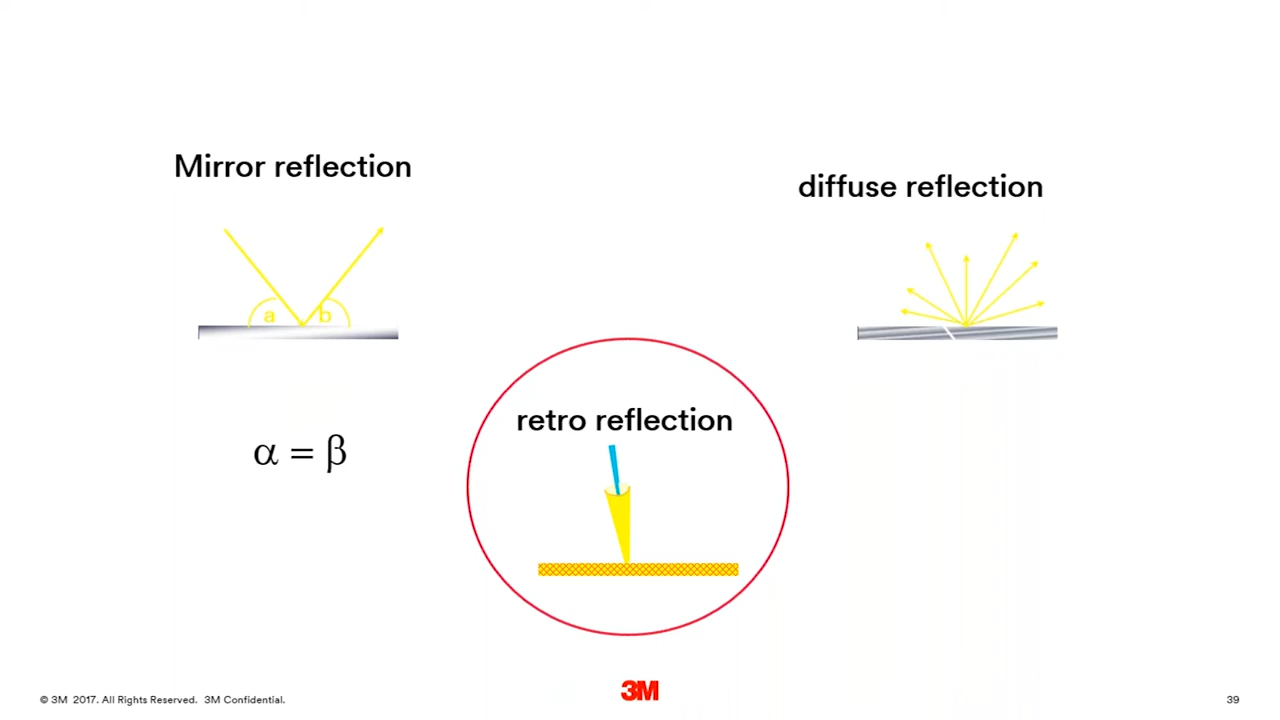 Mirror reflection
diffuse reflection
a b
retro reflection
α = β
3M
© 3M 2017. All Rights Reserved. 3M Confidential.
39